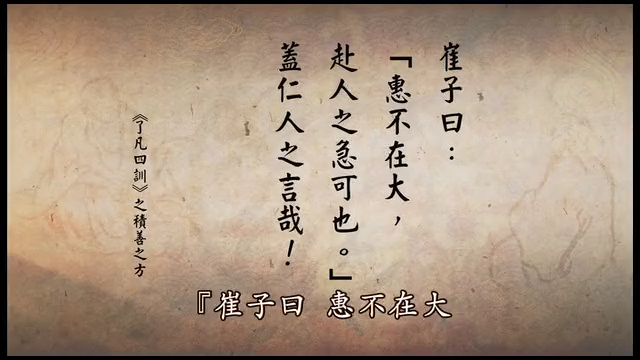 崔子曰：
「惠不在大，
赴人之急可也。」
蓋仁人之言哉！
《了凡四訓》之積善之方
『崔子曰 惠不在大